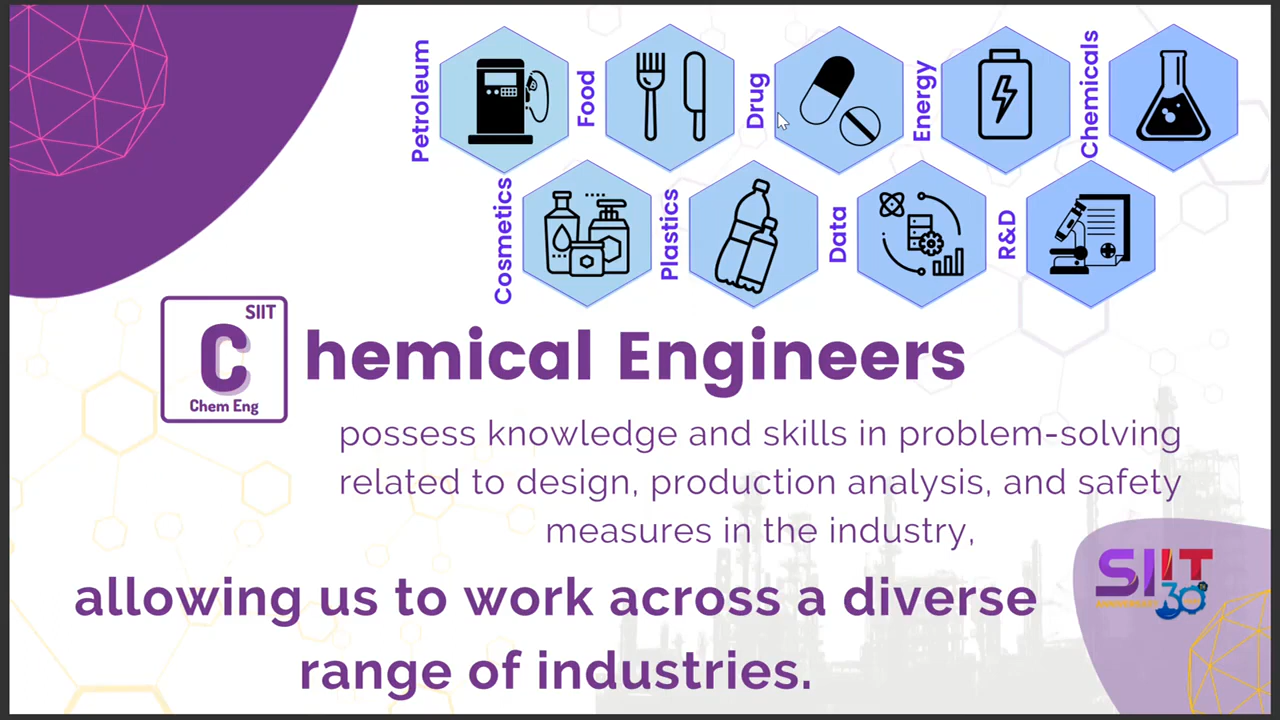 Petroleum
Food
Drug
Energy
Chemicals
Cosmetics
Plastics
Data
R&D
SIIT
C
Chem Eng
hemical Engineers
possess knowledge and skills in problem-solving
related to design, production analysis, and safety
measures in the industry,
allowing us to work across a diverse
range of industries.
SIIT
30